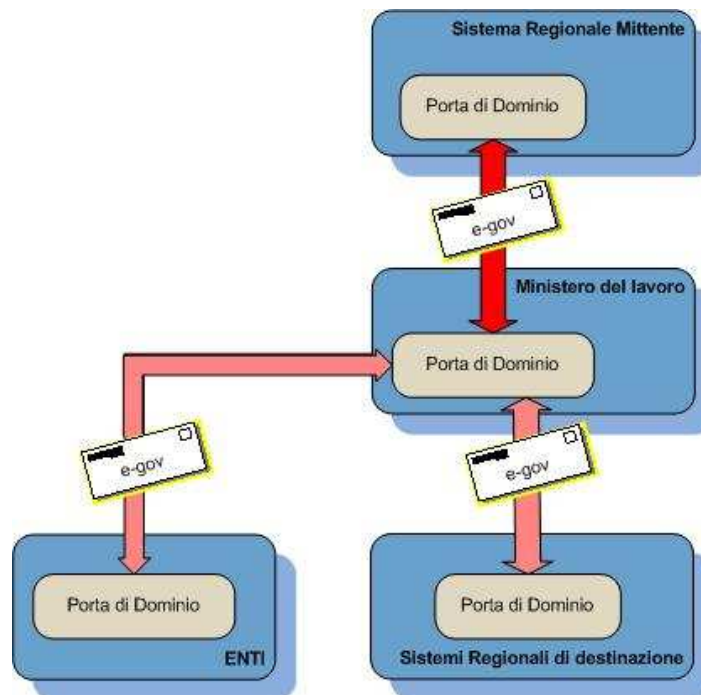 Sistema Regionale Mittente
Porta di Dominio
e-gov
Ministero del lavoro
Porta di Dominio
e-gov
e-gov
Porta di Dominio
ENTI
Porta di Dominio
Sistemi Regionali di destinazione